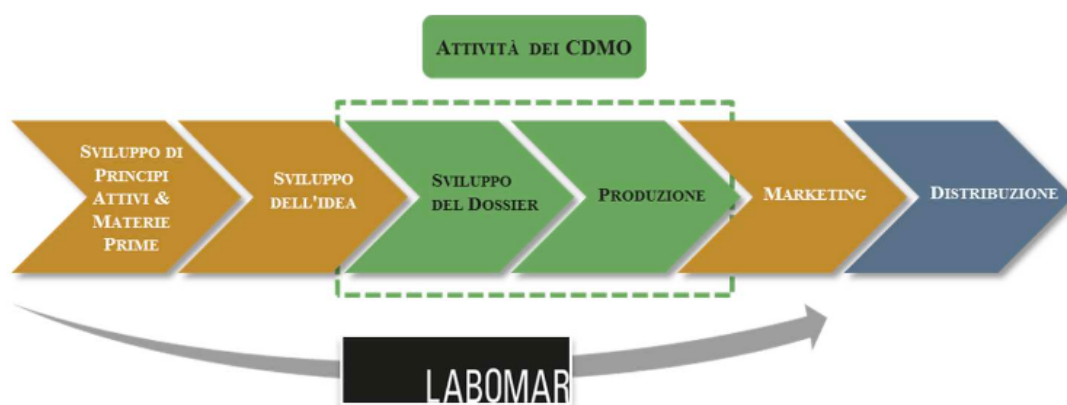 ATTIVITÀ DEI CDMO
SVILUPPO DI
PRINCIPI
ATTIVI &
MATERIE
PRIME
SVILUPPO
DELL'IDEA
SVILUPPO
DEL DOSSIER
PRODUZIONE
MARKETING
DISTRIBUZIONE
LABOMAR